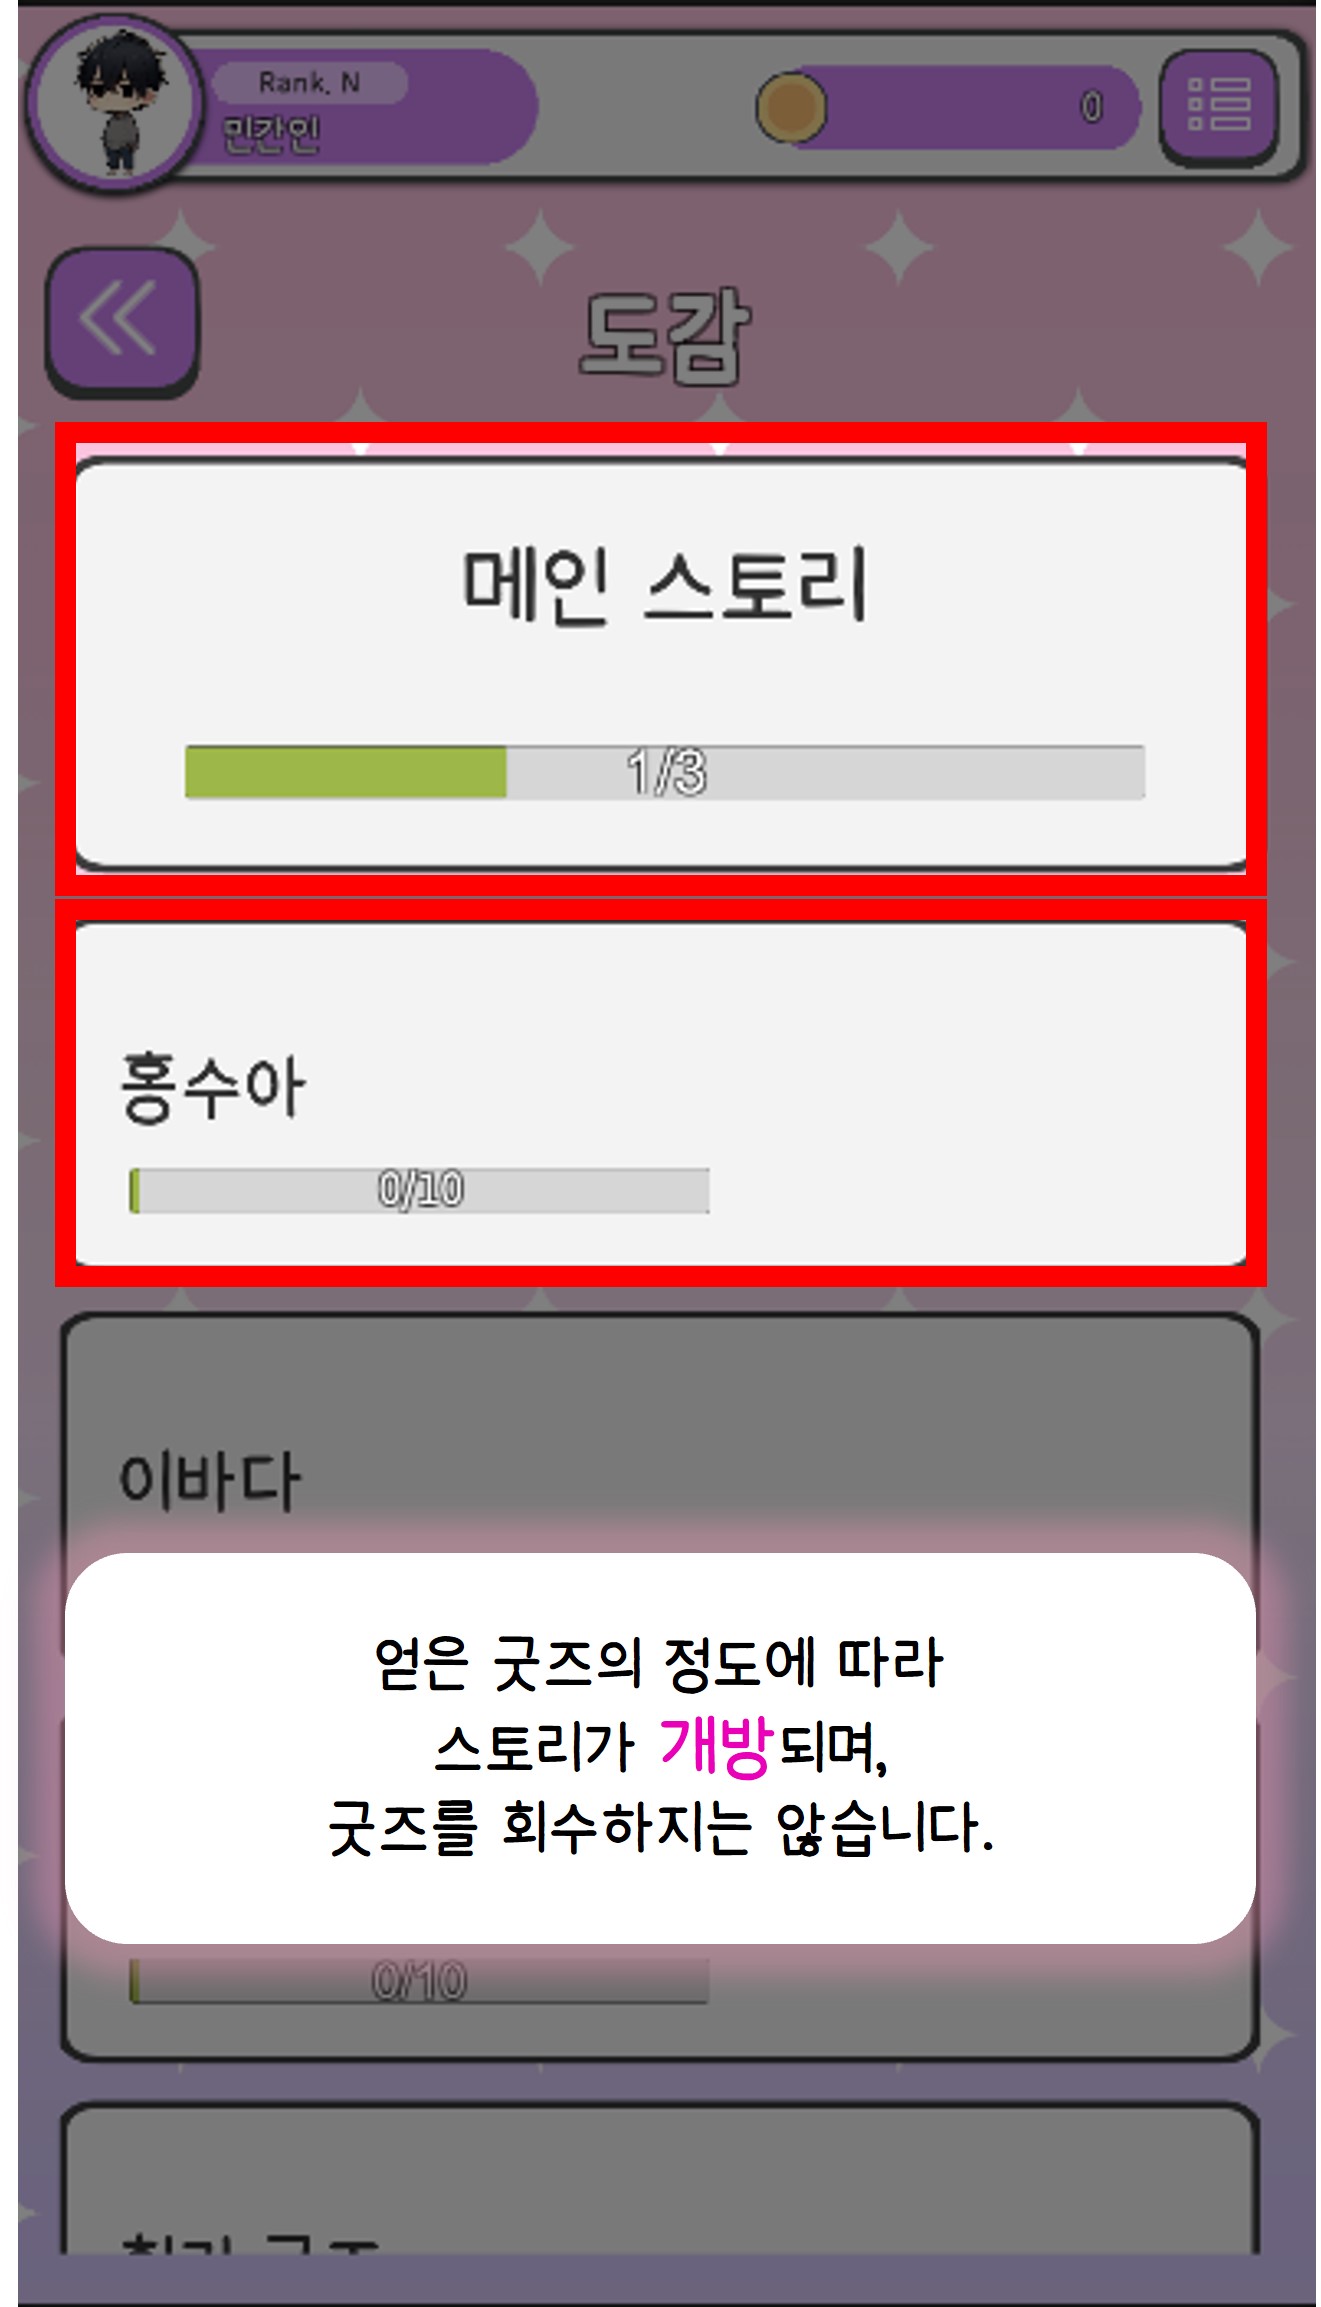 Rank. N
민간인
0
도감
메인 스토리
1/3
홍수아
0/10
이바다
얻은 굿즈의 정도에 따라
스토리가 개방되며,
굿즈를 회수하지는 않습니다.
0/10